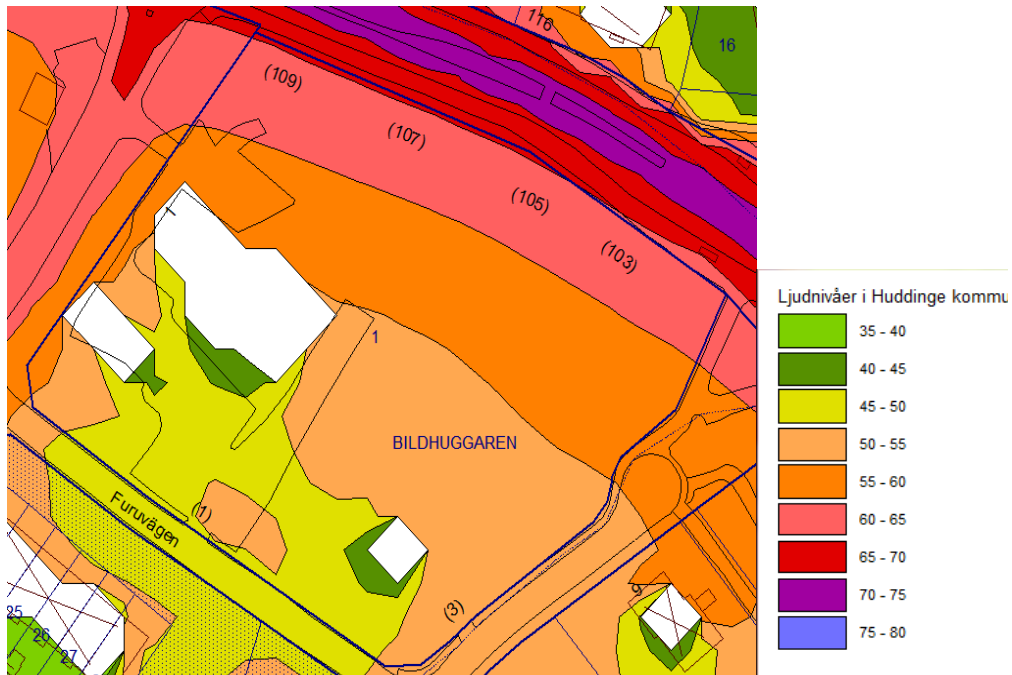 116
16
(109)
(107)
(105)
(103)
1
1
BILDHUGGAREN
Furuvägen
(1)
(3)
9
25
26
27
Ljudnivåer i Huddinge kommu
35 - 40
40 - 45
45 - 50
50 - 55
55 - 60
60 - 65
65 - 70
70 - 75
75 - 80